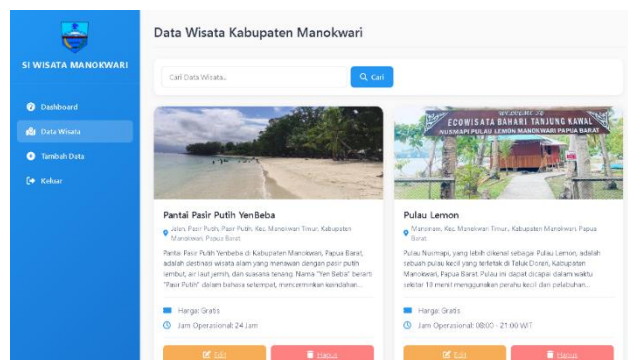 SI WISATA MANOKWARI
Dashboard
Data Wisata
Tambah Data
Keluar
Data Wisata Kabupaten Manokwari
Cari Data Wisata..
Cari
Pantai Pasir Putih YenBeba
Jalan. Pasir Putih, Pasir Putih, Kec. Manokwari Timur, Kabupaten
Manokwari, Papua Barat
Pantai Pasir Putih Yenbeba di Kabupaten Manokwari, Papua Barat,
adalah destinasi wisata alam yang menawan dengan pasir putih
lembut, air laut jernih, dan suasana tenang. Nama "Yen Beba" berarti
"Pasir Putih" dalam bahasa setempat, mencerminkan keindahan...
Harga: Gratis
Jam Operasional: 24 Jam
Edit
Hapus
ECOWISATA BAHARI TANJUNG KAWAL
NUSMAPI PULAU LEMON MANOKWARI PAPUA BARAT
Pulau Lemon
Mansinam, Kec. Manokwari Timur, Kabupaten Manokwari, Papua
Barat
Pulau Nusmapi, yang lebih dikenal sebagai Pulau Lemon, adalah
sebuah pulau kecil yang terletak di Teluk Doreri, Kabupaten
Manokwari, Papua Barat. Pulau ini dapat dicapai dalam waktu
sekitar 10 menit menggunakan perahu kecil dari pelabuhan...
Harga: Gratis
Jam Operasional: 08:00 - 21:00 WIT
Edit
Hapus